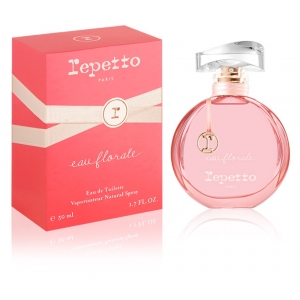 repetto
PARIS
r
eau florale
Eau de Toilette
Vaporisateur Natural Spray
e 50 ml 1.7 FL. OZ.
r
eau florale
repetto
PARIS